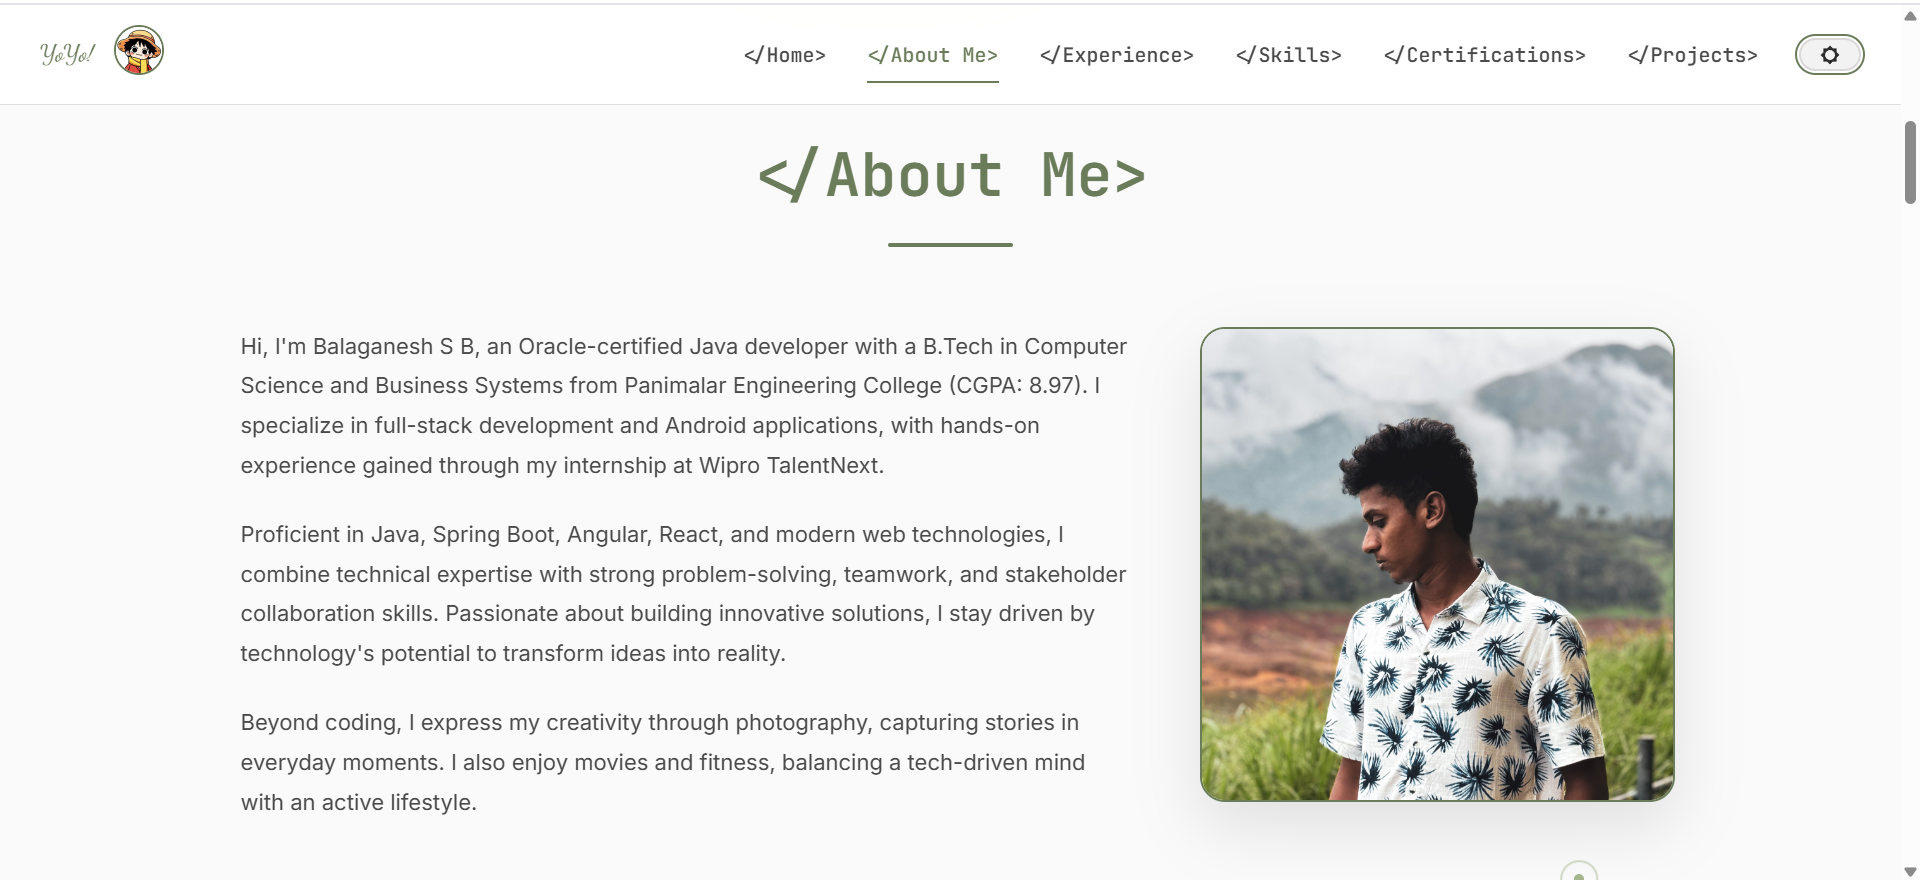 YoYo!
</Home>
</About Me>
</Experience>
</Skills>
</Certifications>
</Projects>
</About Me>
Hi, I'm Balaganesh S B, an Oracle-certified Java developer with a B.Tech in Computer
Science and Business Systems from Panimalar Engineering College (CGPA: 8.97). I
specialize in full-stack development and Android applications, with hands-on
experience gained through my internship at Wipro TalentNext.
Proficient in Java, Spring Boot, Angular, React, and modern web technologies, I
combine technical expertise with strong problem-solving, teamwork, and stakeholder
collaboration skills. Passionate about building innovative solutions, I stay driven by
technology's potential to transform ideas into reality.
Beyond coding, I express my creativity through photography, capturing stories in
everyday moments. I also enjoy movies and fitness, balancing a tech-driven mind
with an active lifestyle.